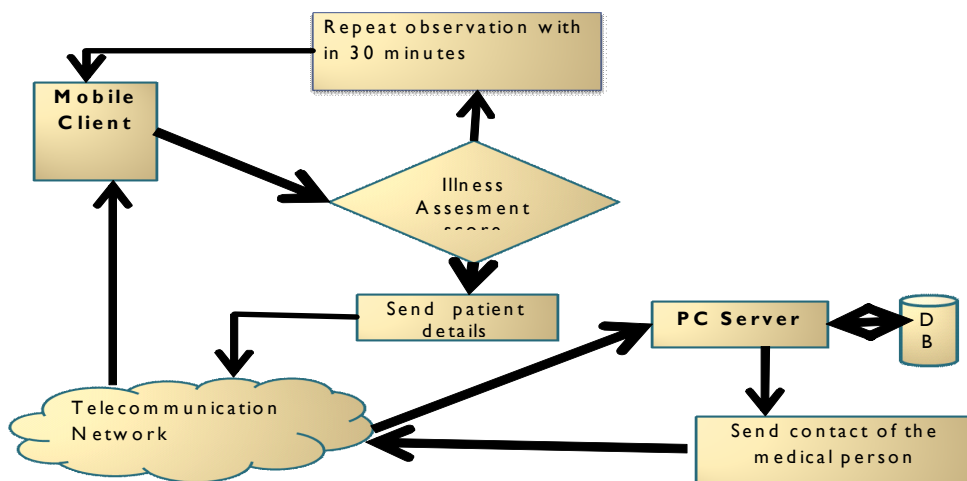 Repeat observation with
in 30 minutes
Mobile
Client
Illness
Assesment
score
Send patient
details
PC Server
D
B
Telecommunication
Network
Send contact of the
medical person